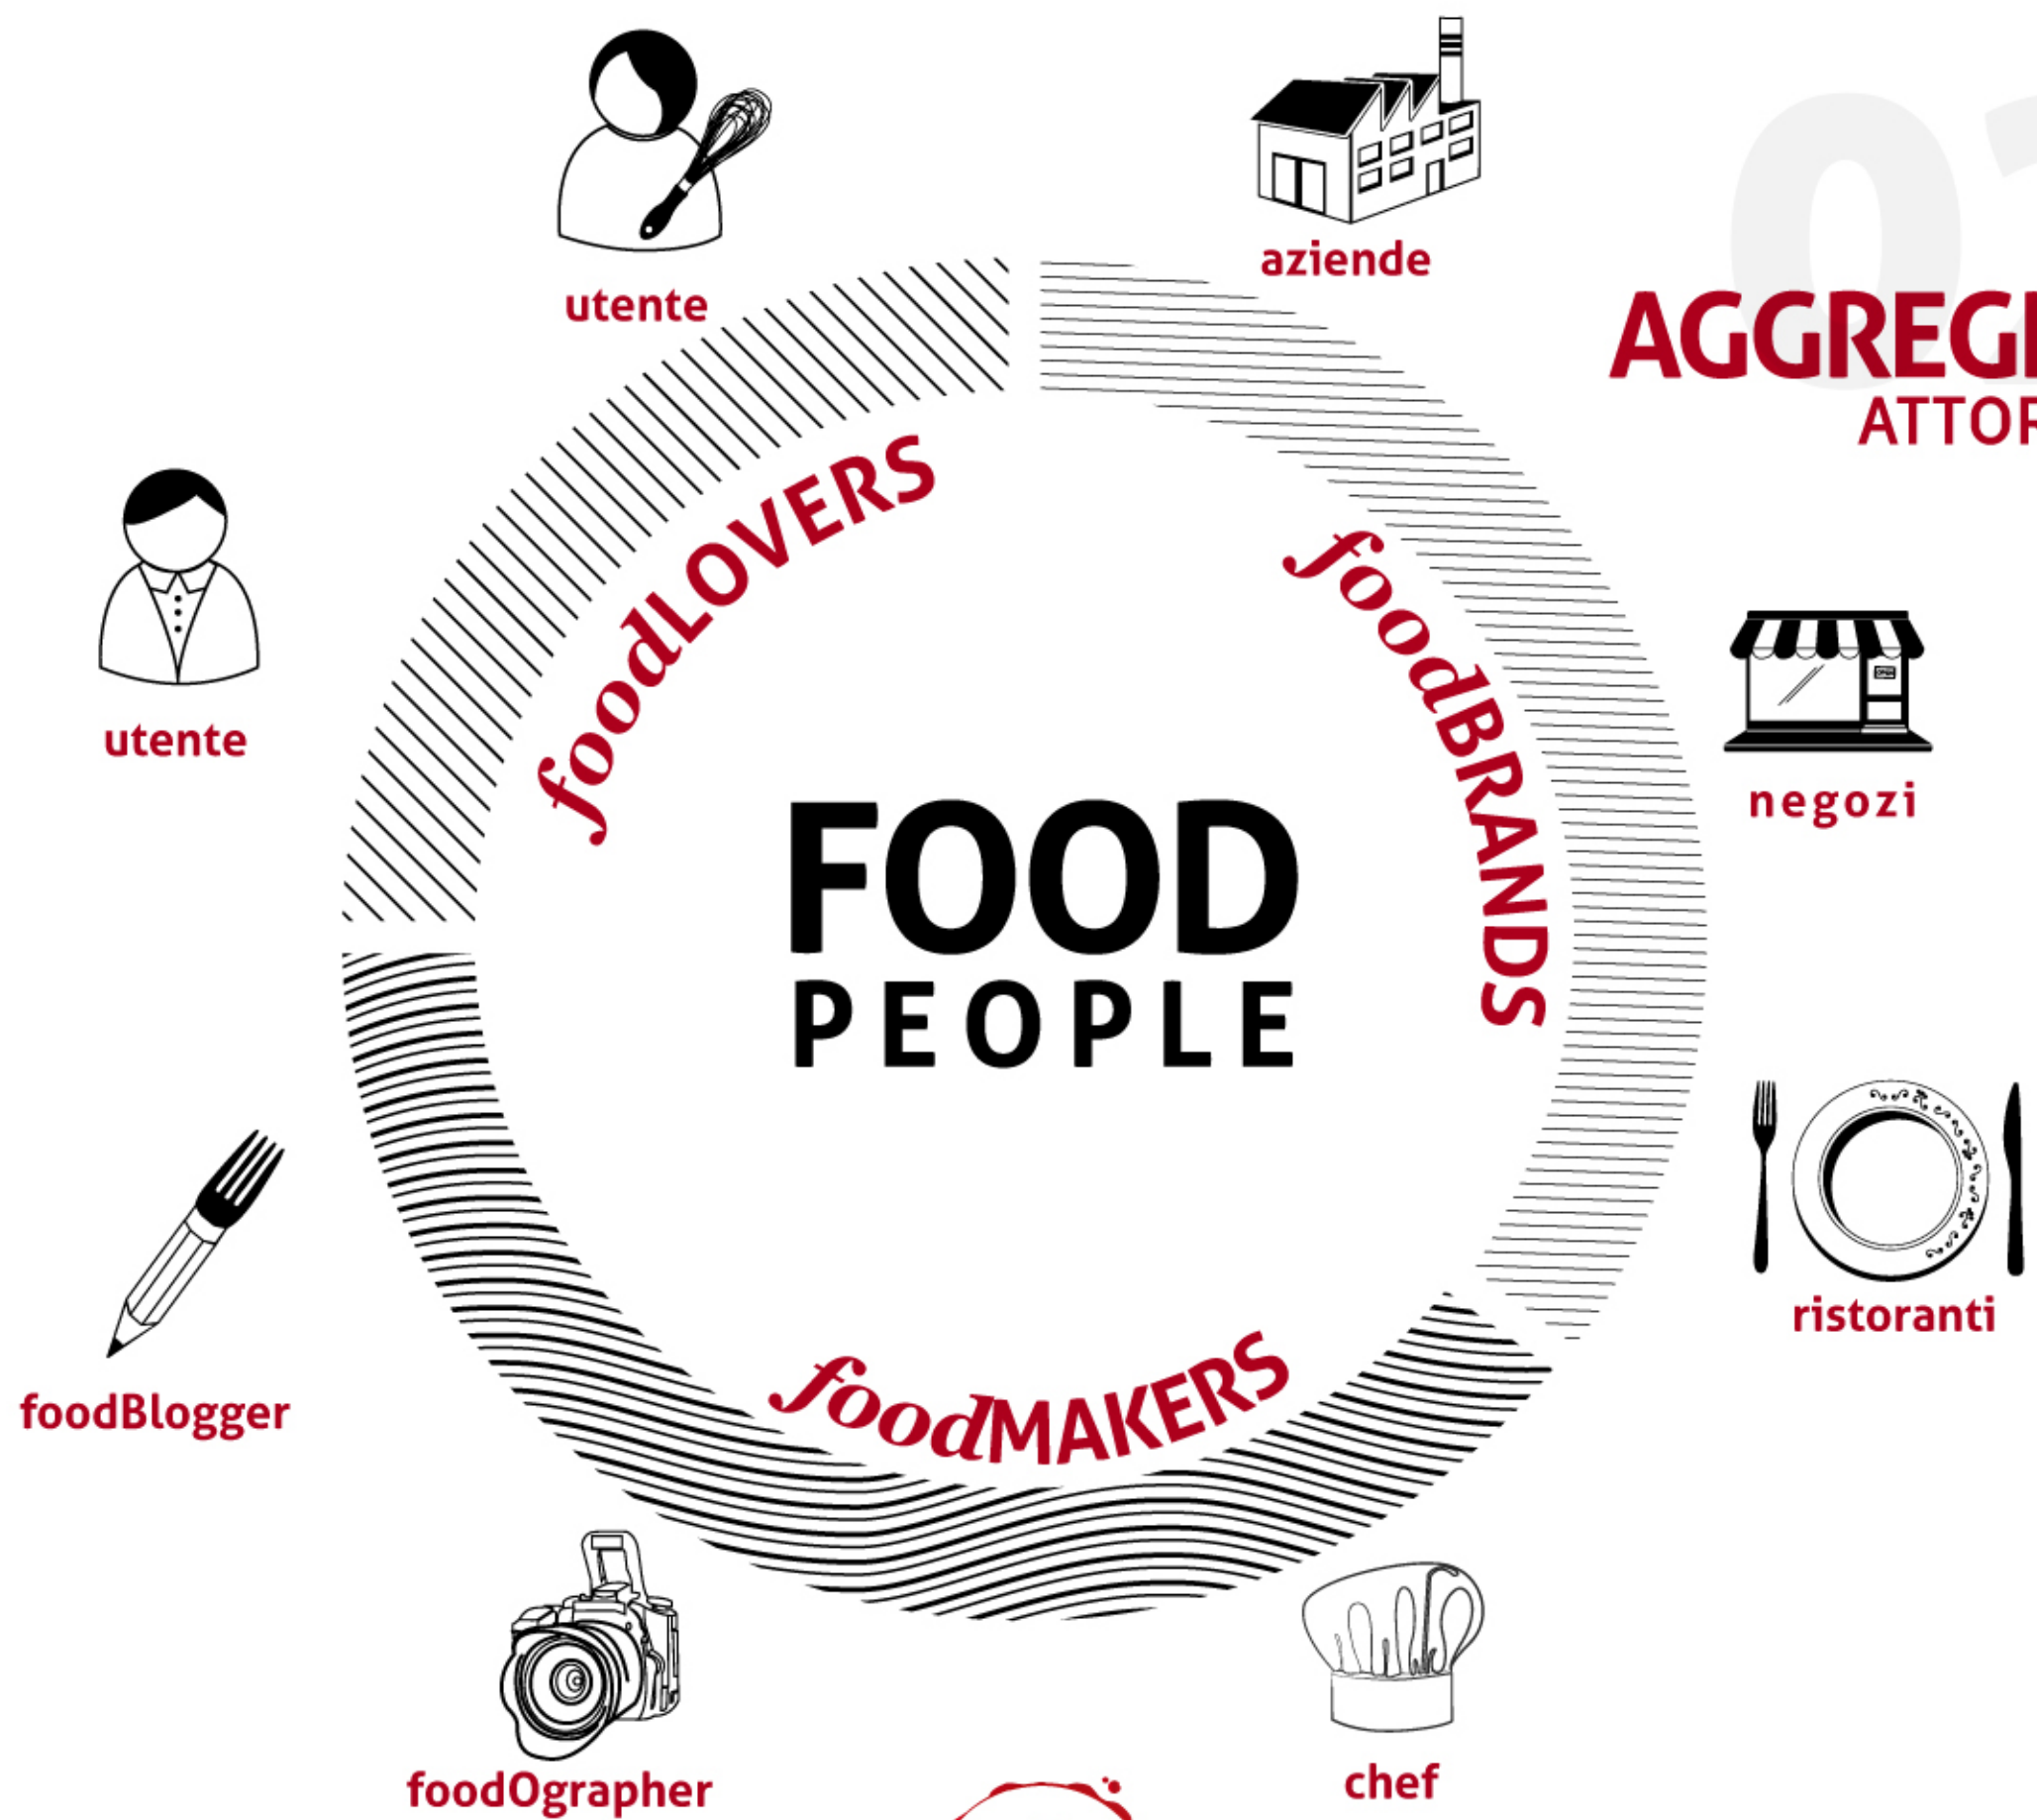 utente
aziende
AGGREG
ATTOR
utente
foodLOVERS
foodBRANDS
negozi
FOOD
PEOPLE
ristoranti
foodBlogger
foodMAKERS
foodOgrapher
chef